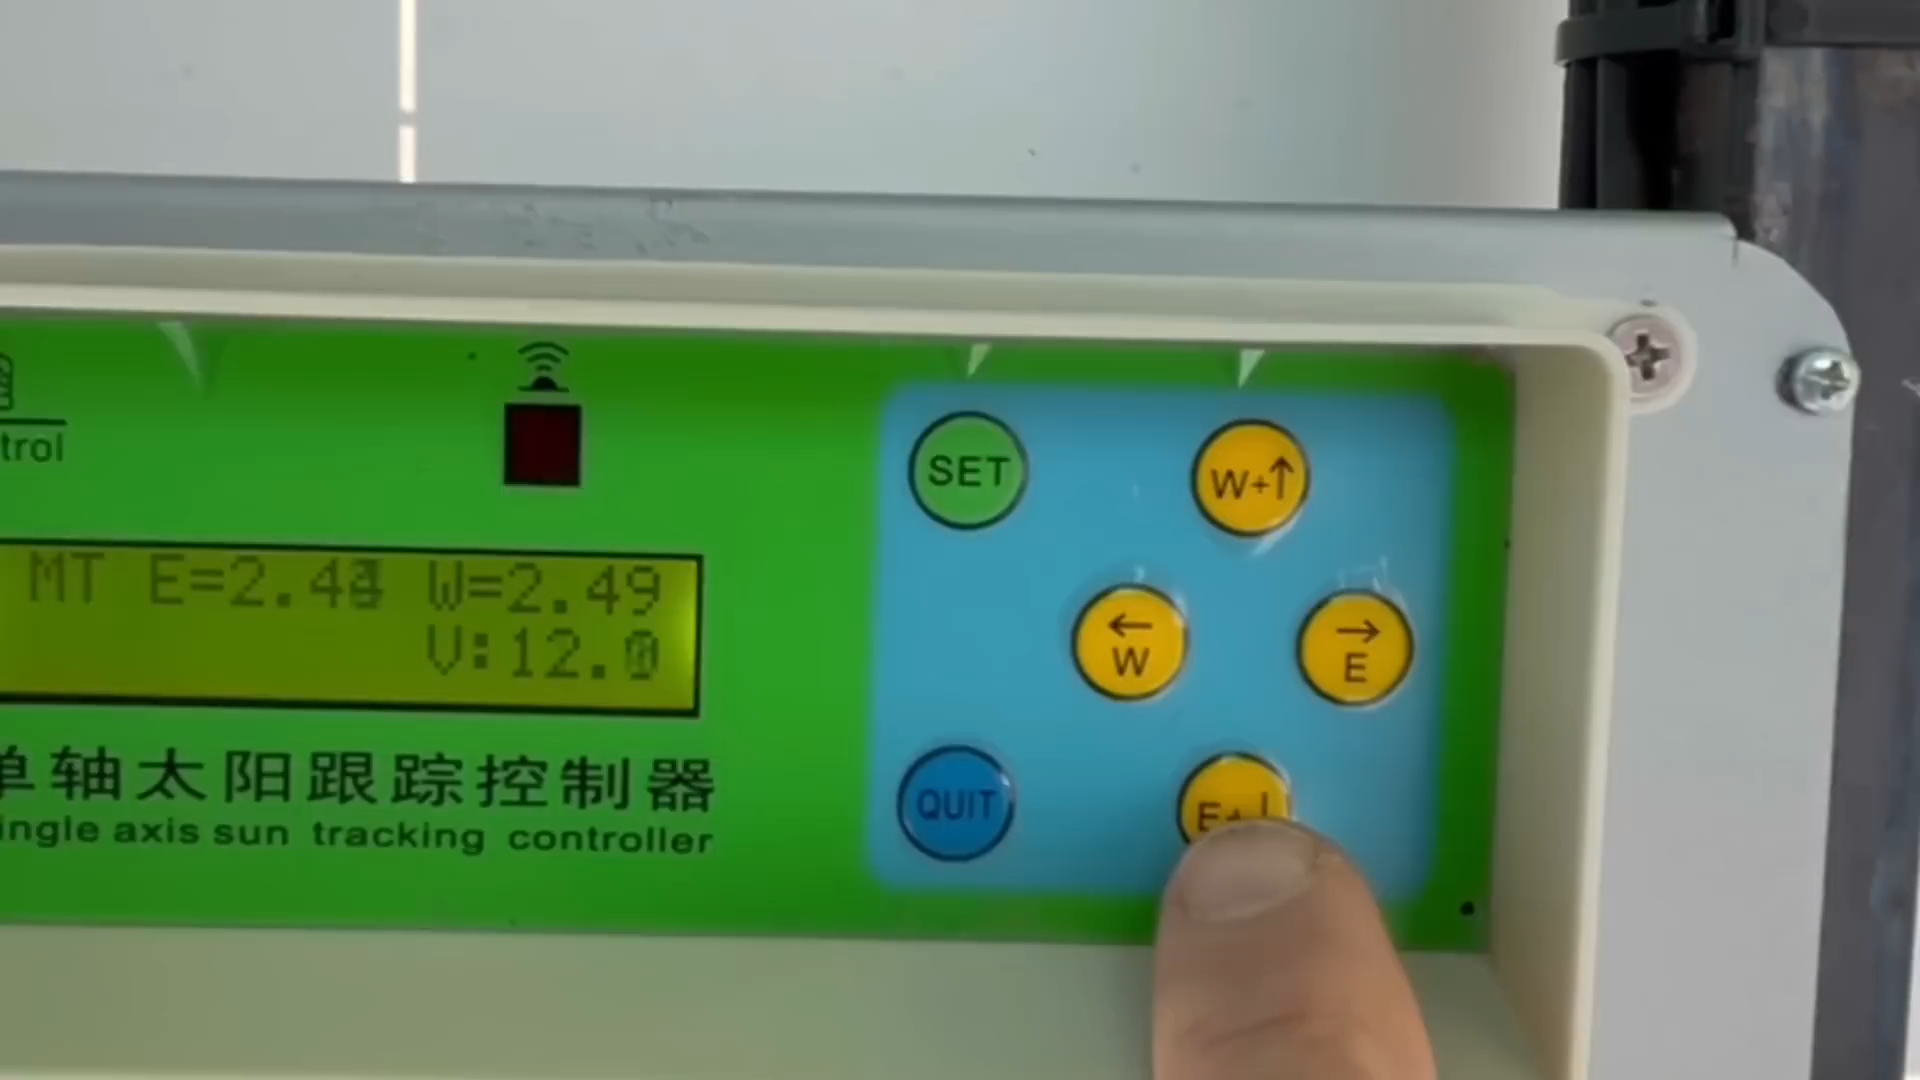 trol
SET
W+↑
MT E=2.4 W=2.49
V:12.0
←
W
→
E
单轴太阳跟踪控制器
ingle axis sun tracking controller
QUIT
E+↓